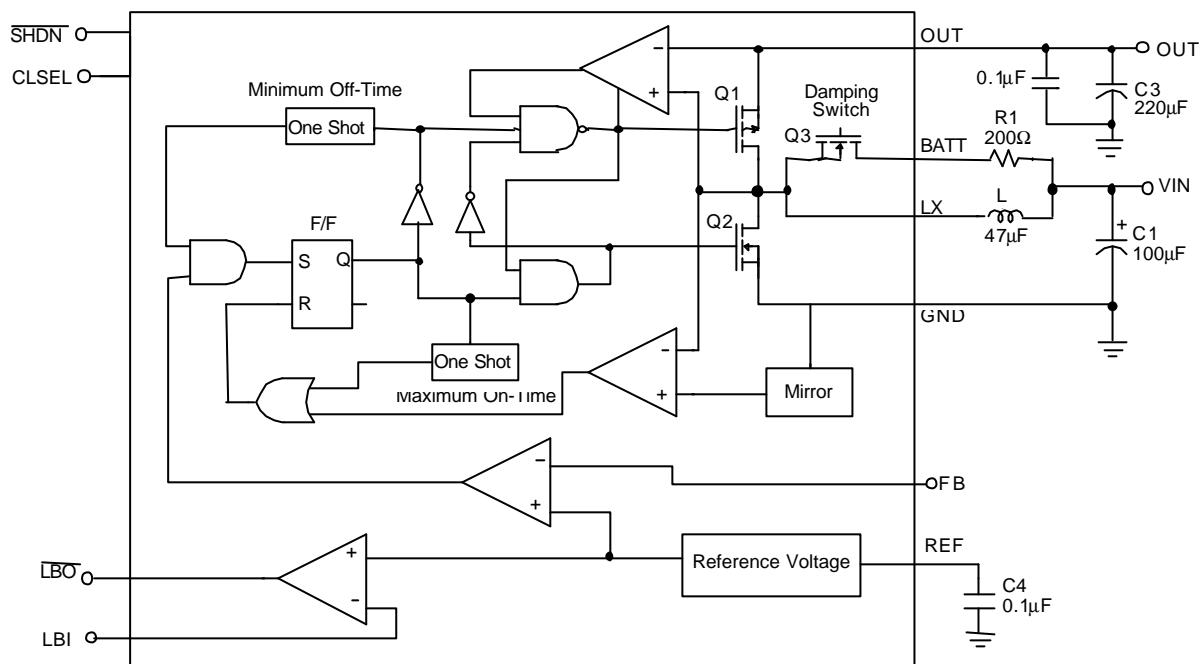 SHDN
CLSEL
OUT
OUT
0.1µF
C3
220µF
Minimum Off-Time
One Shot
Q1
Damping
Switch
Q3
BATT
R1
200Ω
VIN
LX
L
47µF
C1
100µF
+
Q2
F/F
S
Q
R
GND
One Shot
Maximum On-Time
Mirror
−
+
−
+
−
+
FB
Reference Voltage
REF
C4
0.1µF
LBO
+
−
LBI